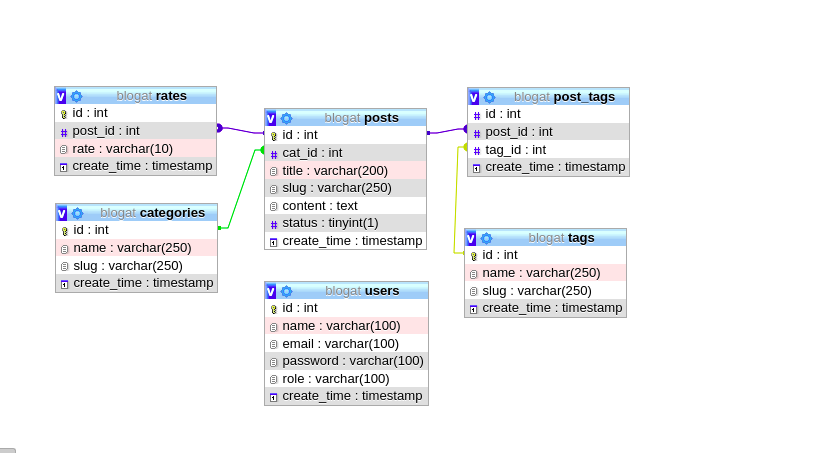 blogat rates
id : int
post_id : int
rate : varchar(10)
create_time : timestamp
blogat categories
id : int
name : varchar(250)
slug : varchar(250)
create_time : timestamp
blogat posts
id : int
cat_id : int
title : varchar(200)
slug : varchar(250)
content : text
status : tinyint(1)
create_time : timestamp
blogat users
id : int
name : varchar(100)
email : varchar(100)
password : varchar(100)
role : varchar(100)
create_time : timestamp
blogat post_tags
id : int
post_id : int
tag_id : int
create_time : timestamp
blogat tags
id : int
name : varchar(250)
slug : varchar(250)
create_time : timestamp